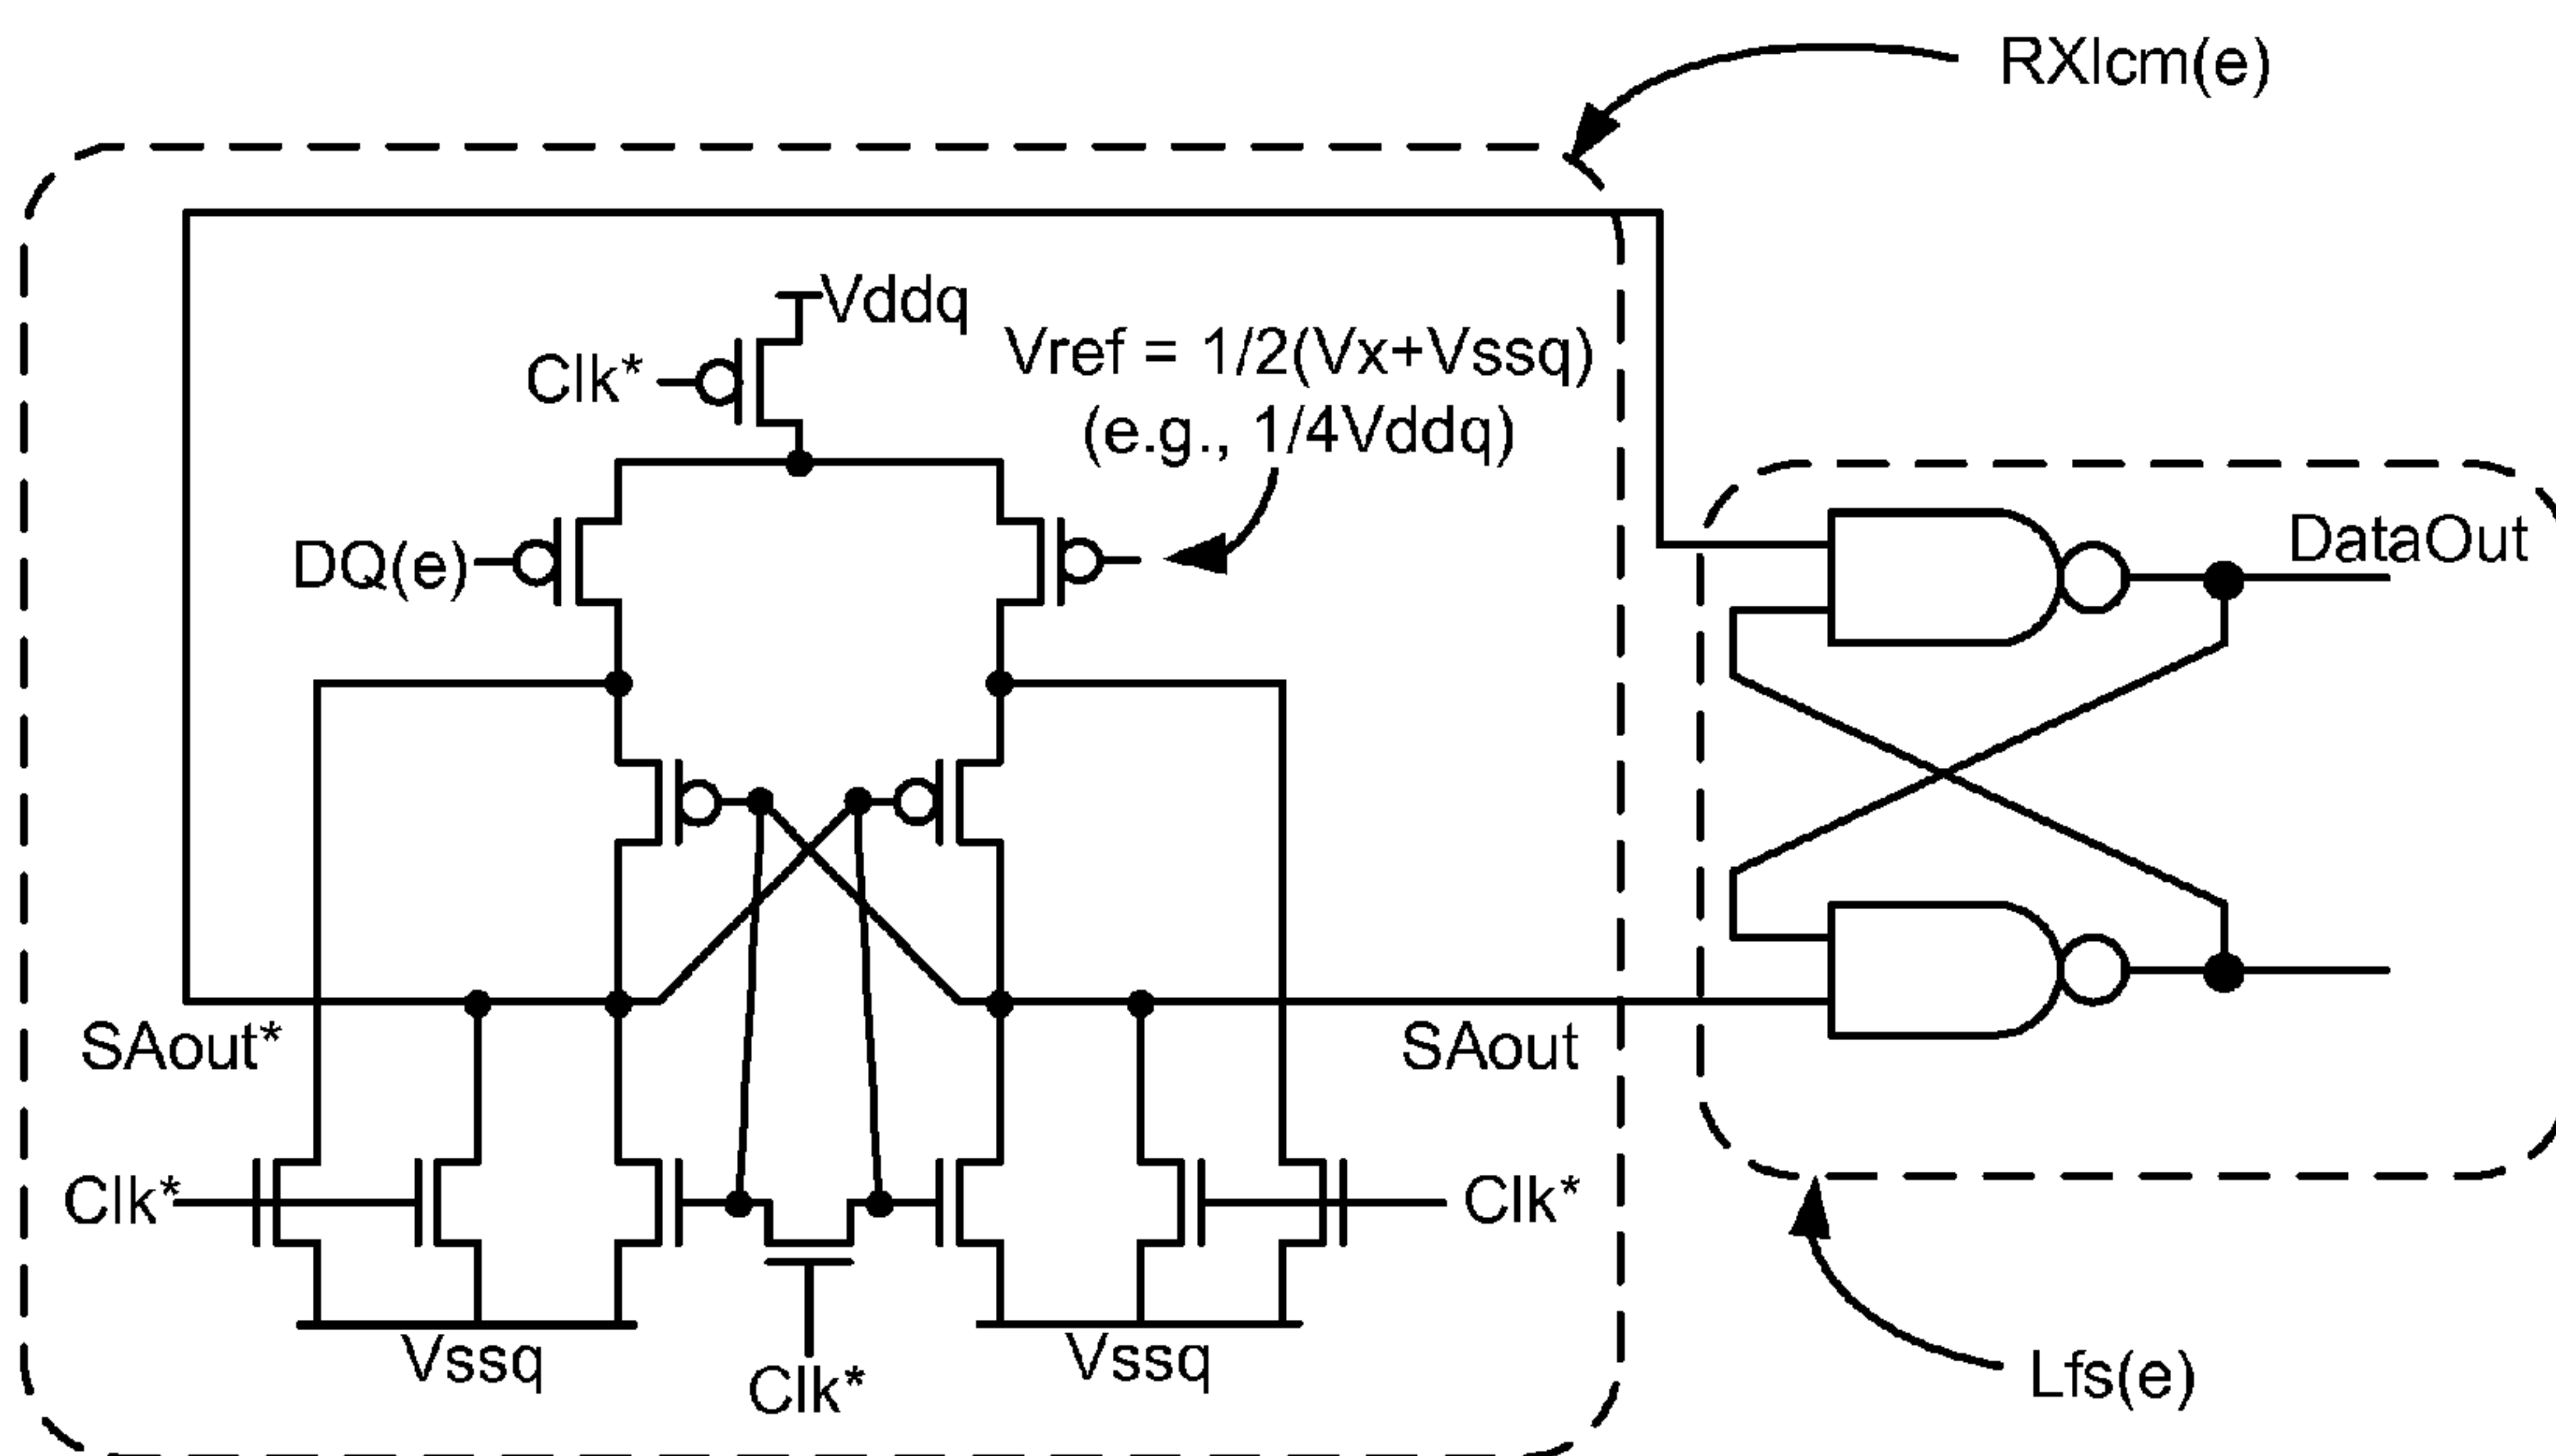 RXlcm(e)
Vddq
Clk*
Vref = 1/2(Vx+Vssq)
(e.g., 1/4Vddq)
DQ(e)
DataOut
SAout*
SAout
Clk*
Clk*
Vssq
Vssq
Clk*
Lfs(e)